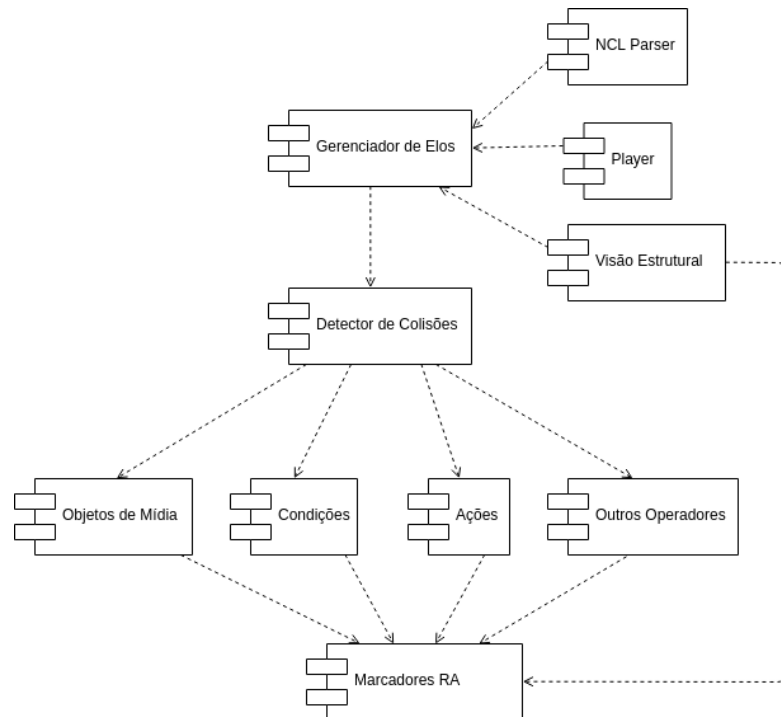 NCL Parser
Gerenciador de Elos
Player
Visão Estrutural
Detector de Colisões
Objetos de Mídia
Condições
Ações
Outros Operadores
Marcadores RA